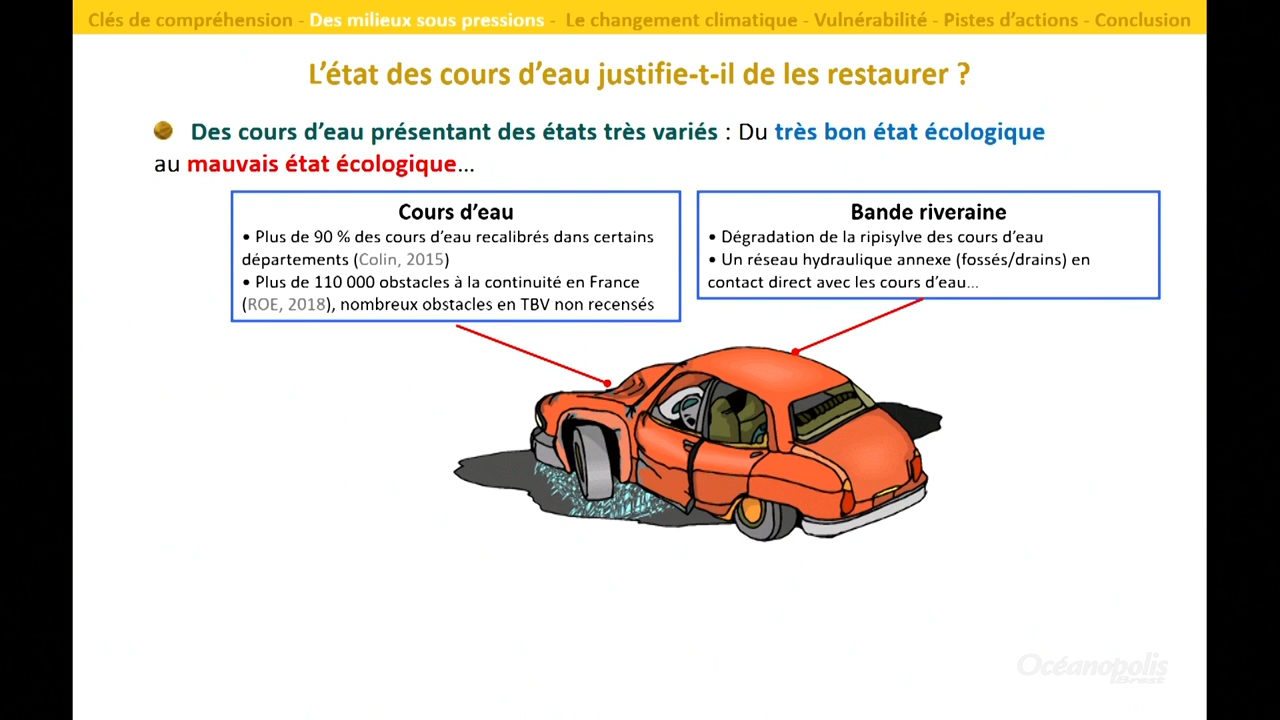 Clés de compréhension - Des milieux sous pressions - Le changement climatique - Vulnérabilité - Pistes d'actions - Conclusion
L'état des cours d'eau justifie-t-il de les restaurer ?
Des cours d'eau présentant des états très variés : Du très bon état écologique
au mauvais état écologique...
Cours d'eau
• Plus de 90 % des cours d'eau recalibrés dans certains
départements (Colin, 2015)
• Plus de 110 000 obstacles à la continuité en France
(ROE, 2018), nombreux obstacles en TBV non recensés
Bande riveraine
• Dégradation de la ripisylve des cours d'eau
• Un réseau hydraulique annexe (fossés/drains) en
contact direct avec les cours d'eau...
Océanopolis
Brest